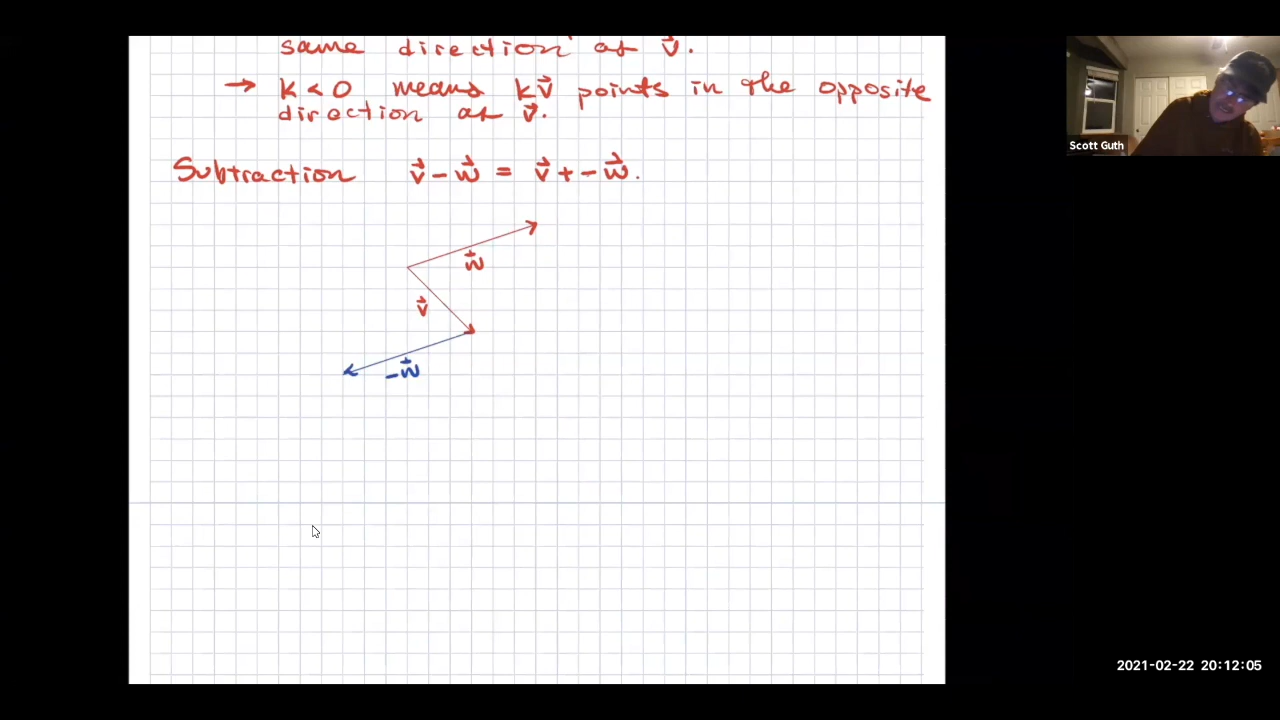 same direction as v⃗.
→ k < 0 means kv⃗ points in the opposite
direction as v⃗.
Subtraction v⃗ - w⃗ = v⃗ + -w⃗.
w⃗
v⃗
-w⃗
Scott Guth
2021-02-22 20:12:05